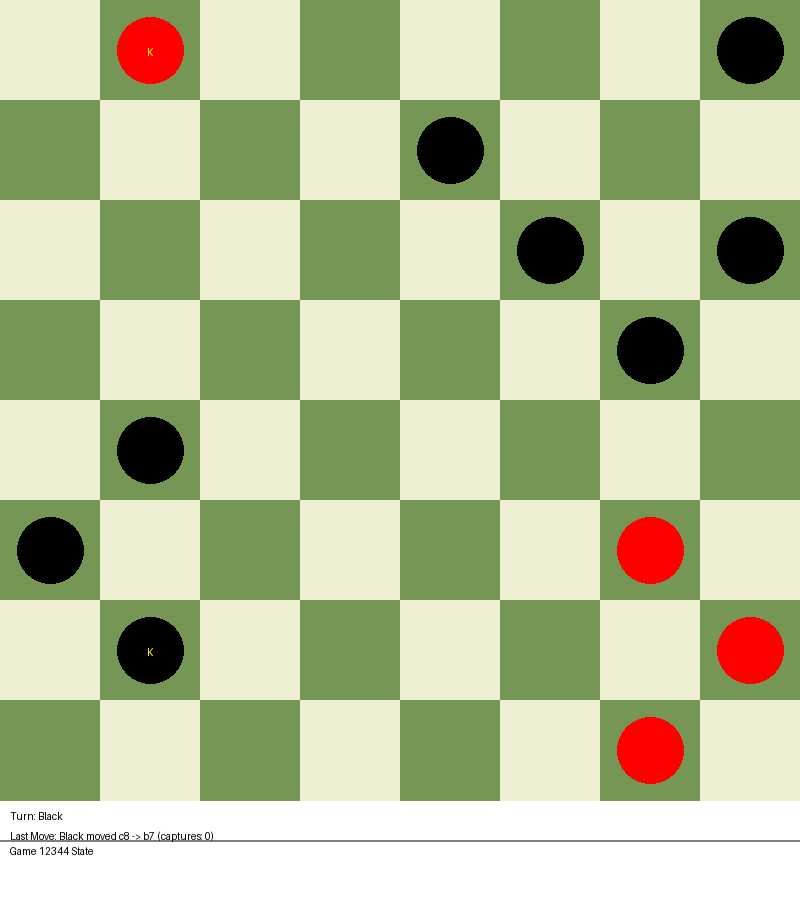 K
K
Turn: Black
Last Move: Black moved c8 -> b7 (captures: 0)
Game 12344 State